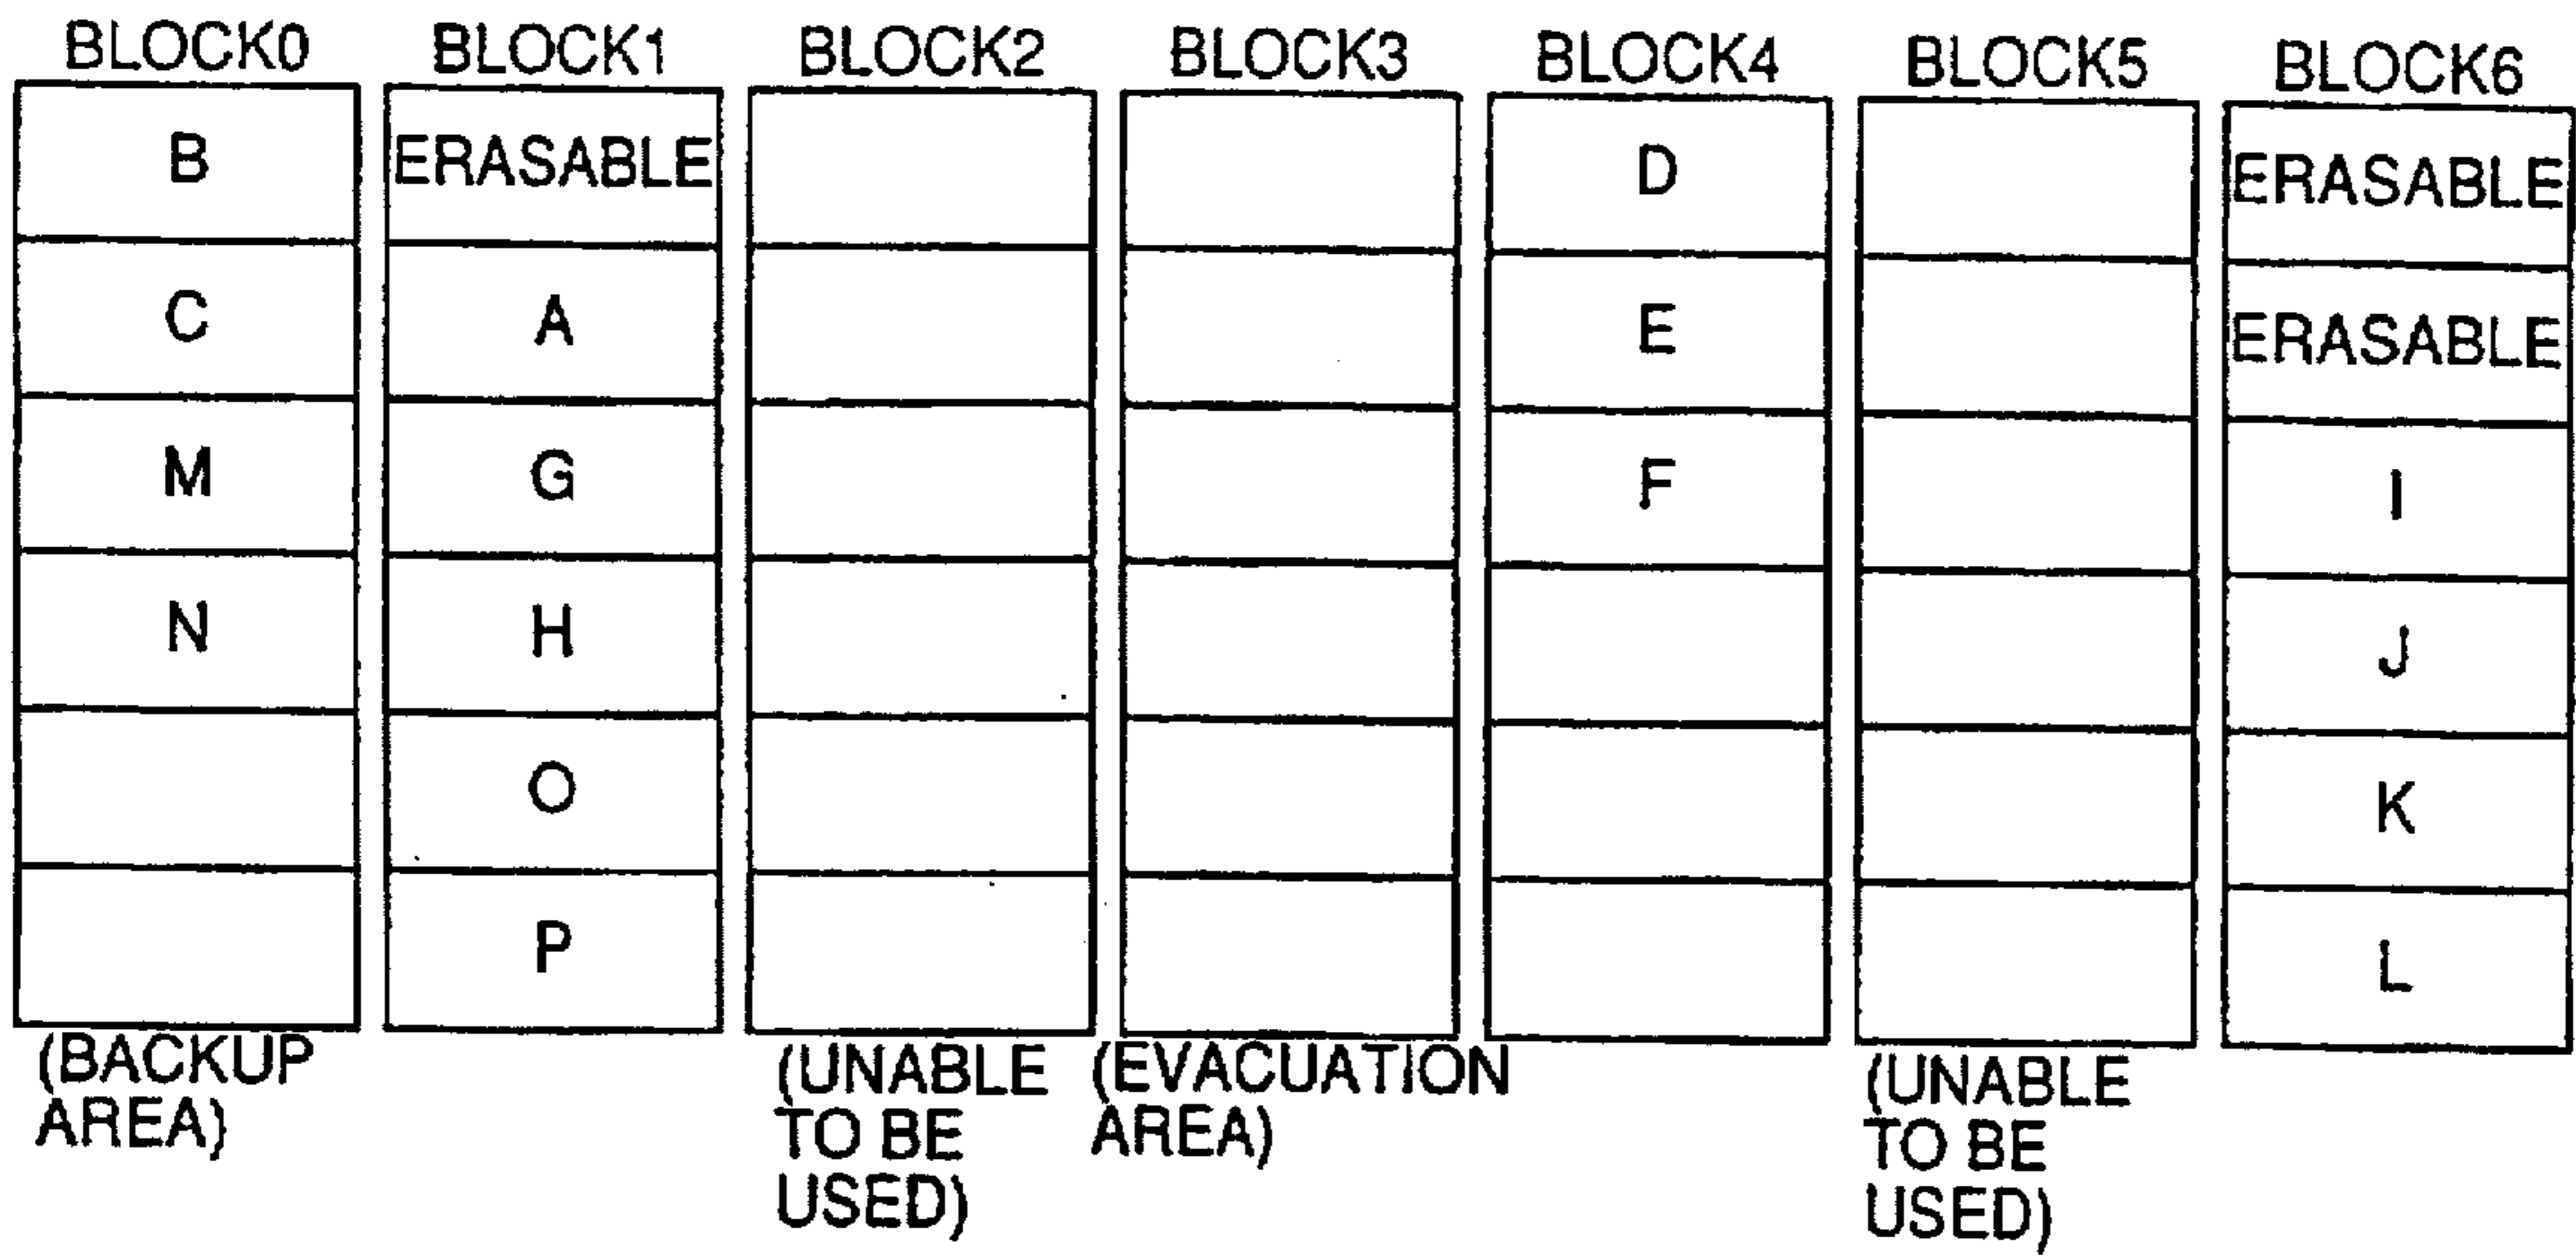 BLOCK0 BLOCK1 BLOCK2 BLOCK3 BLOCK4 BLOCK5 BLOCK6
B ERASABLE D ERASABLE
C A E ERASABLE
M G F I
N H J
O K
P L
(BACKUP AREA)
(UNABLE TO BE USED)
(EVACUATION AREA)
(UNABLE TO BE USED)